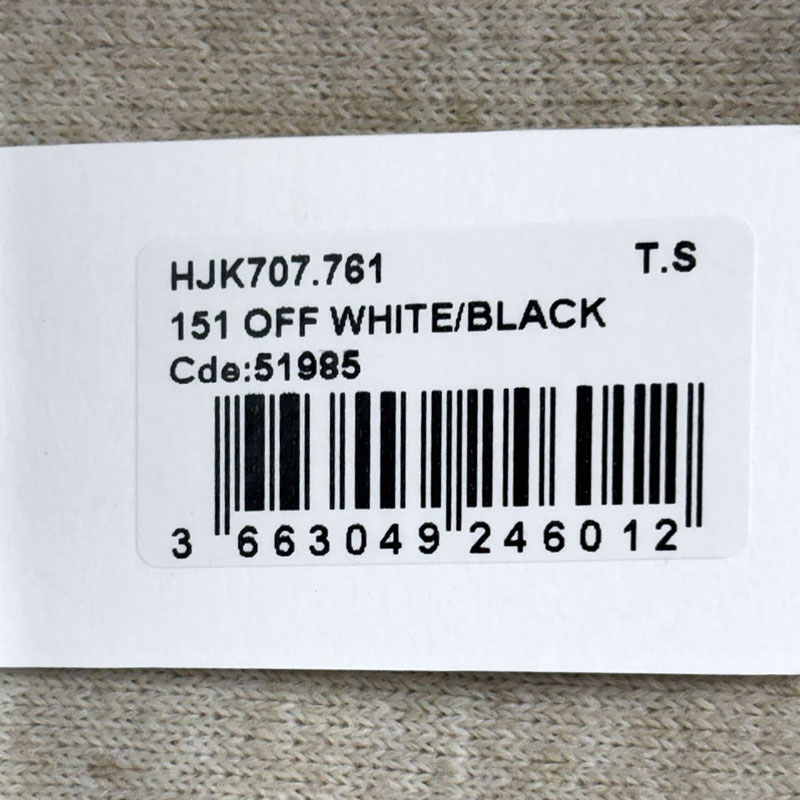 HJK707.761 T.S
151 OFF WHITE/BLACK
Cde:51985
3 663049 246012